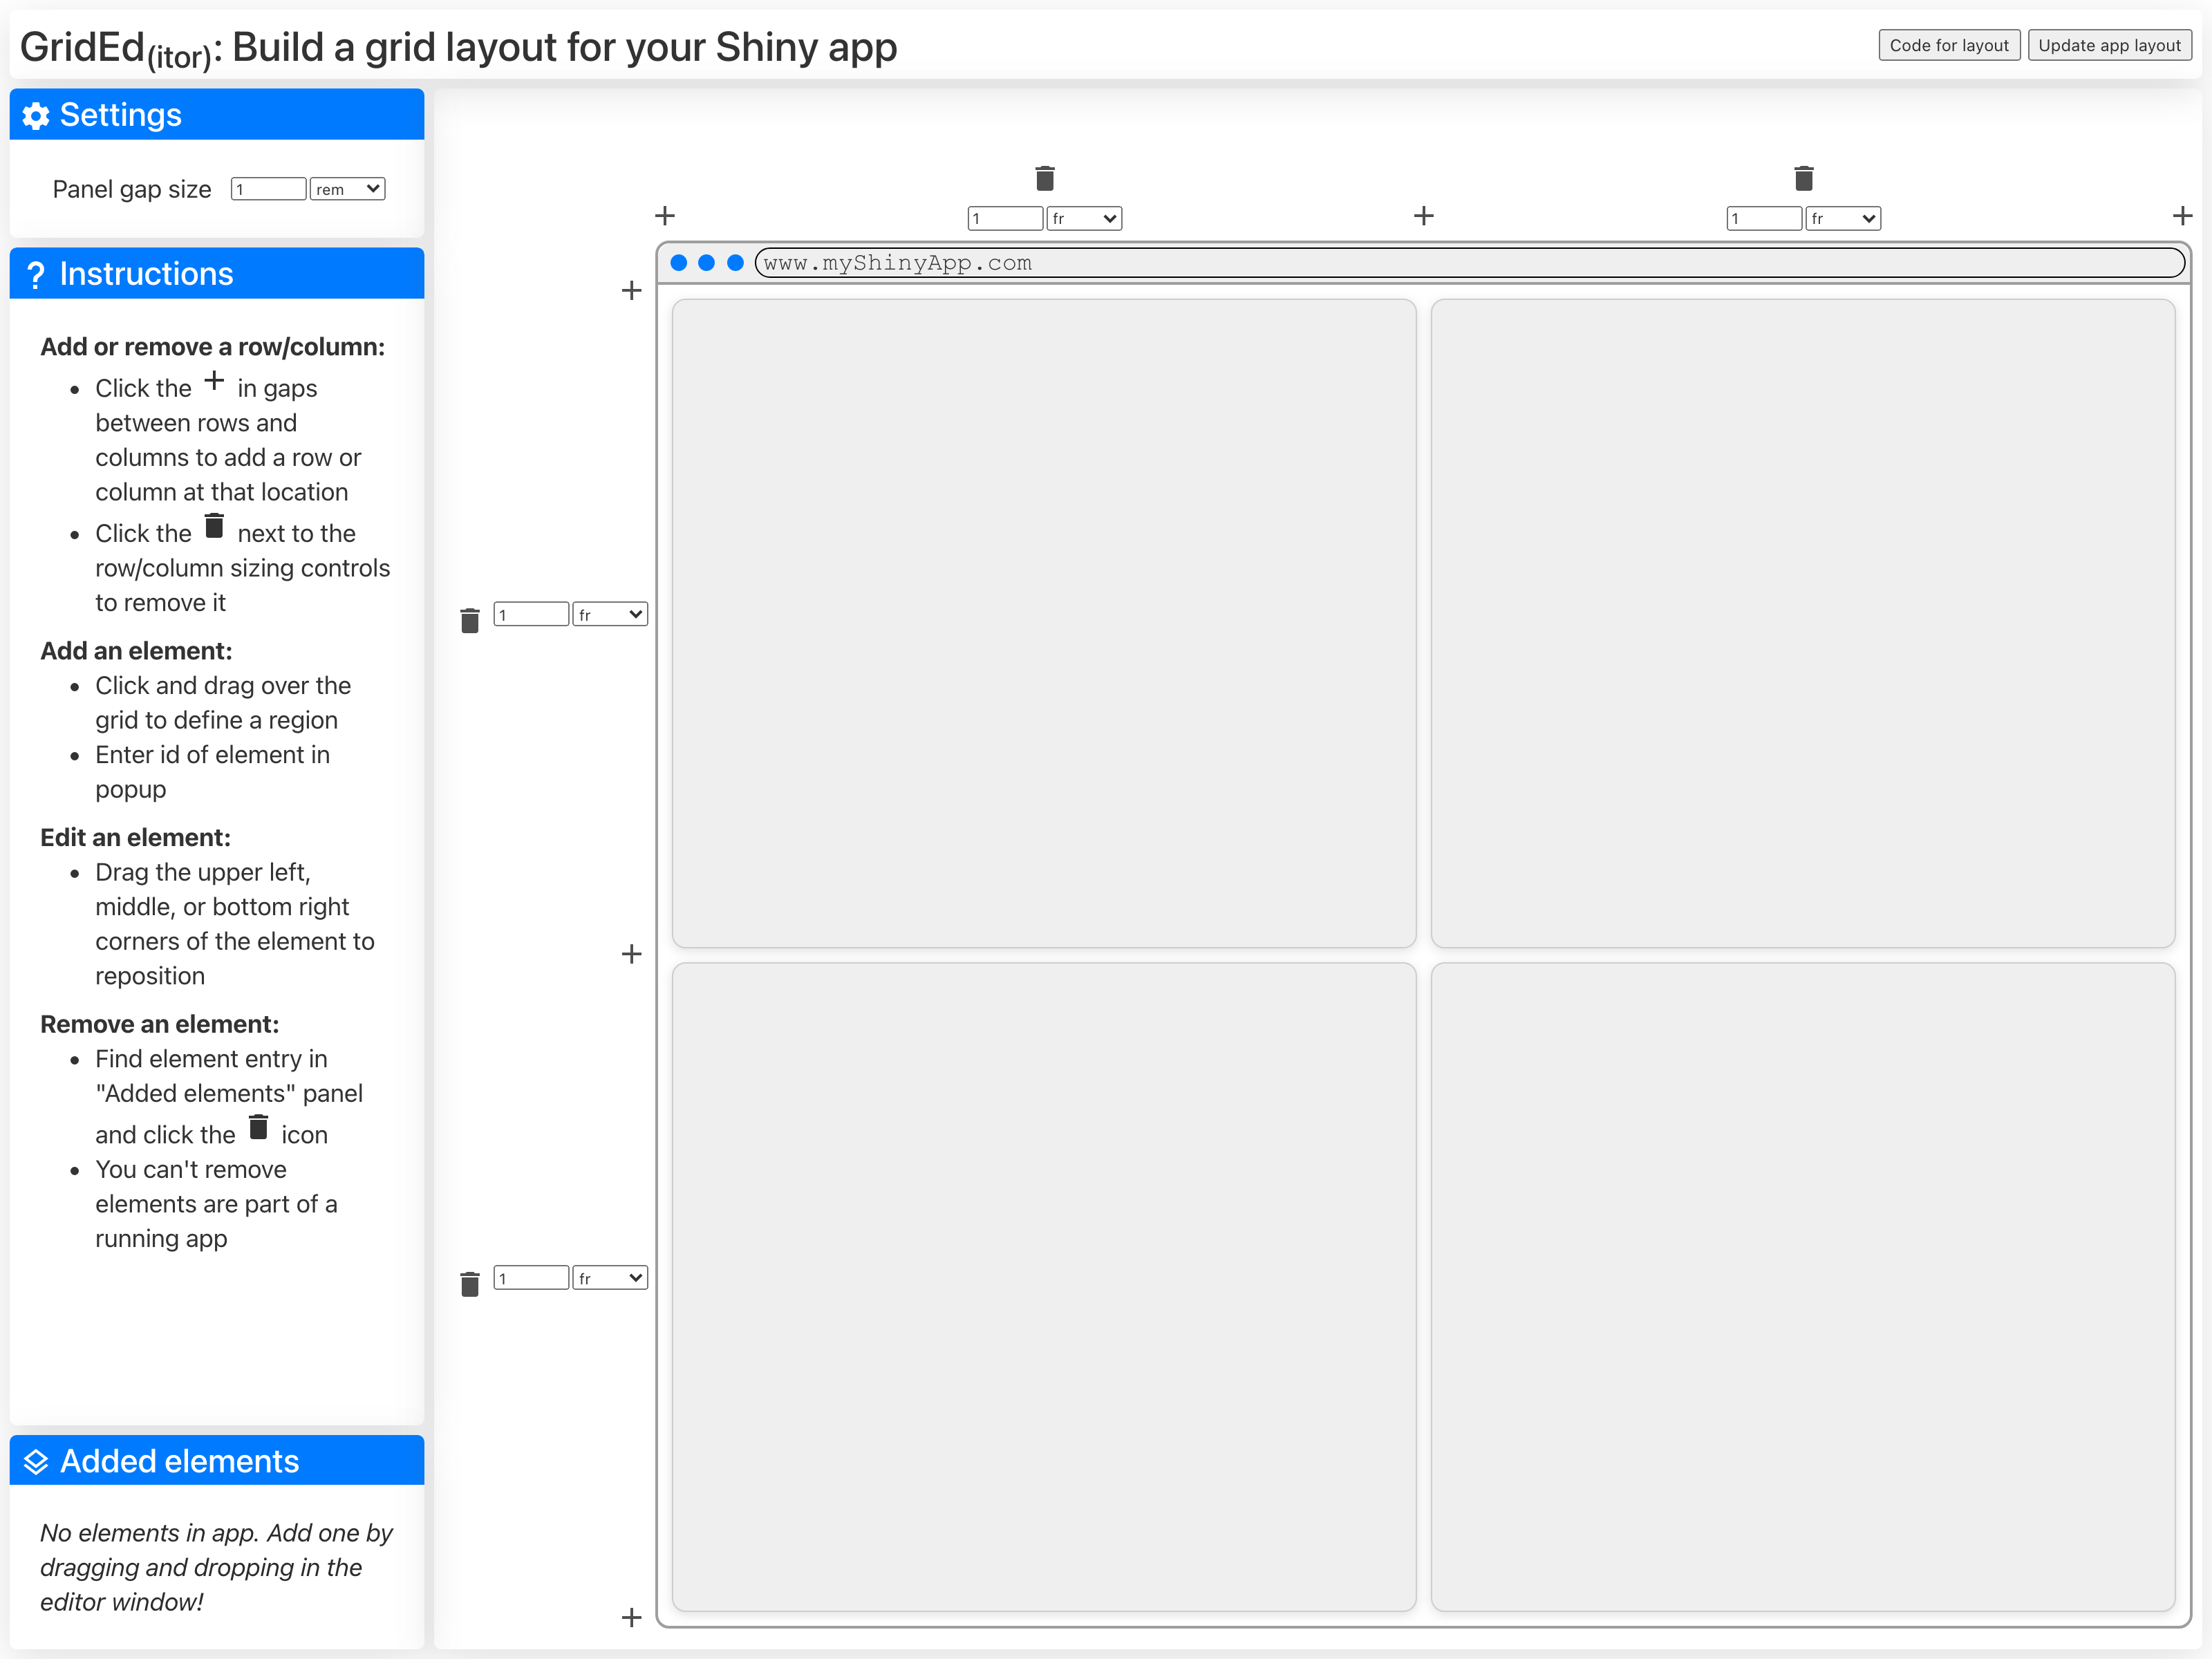 GridEd(itor): Build a grid layout for your Shiny app
Code for layout
Update app layout
Settings
Panel gap size 1 rem
? Instructions
Add or remove a row/column:
• Click the + in gaps
between rows and
columns to add a row or
column at that location
• Click the next to the
row/column sizing controls
to remove it
Add an element:
• Click and drag over the
grid to define a region
• Enter id of element in
popup
Edit an element:
• Drag the upper left,
middle, or bottom right
corners of the element to
reposition
Remove an element:
• Find element entry in
"Added elements" panel
and click the icon
• You can't remove
elements are part of a
running app
Added elements
No elements in app. Add one by
dragging and dropping in the
editor window!
+ 1 fr + 1 fr +
www.myShinyApp.com
+
1 fr
+
1 fr
+